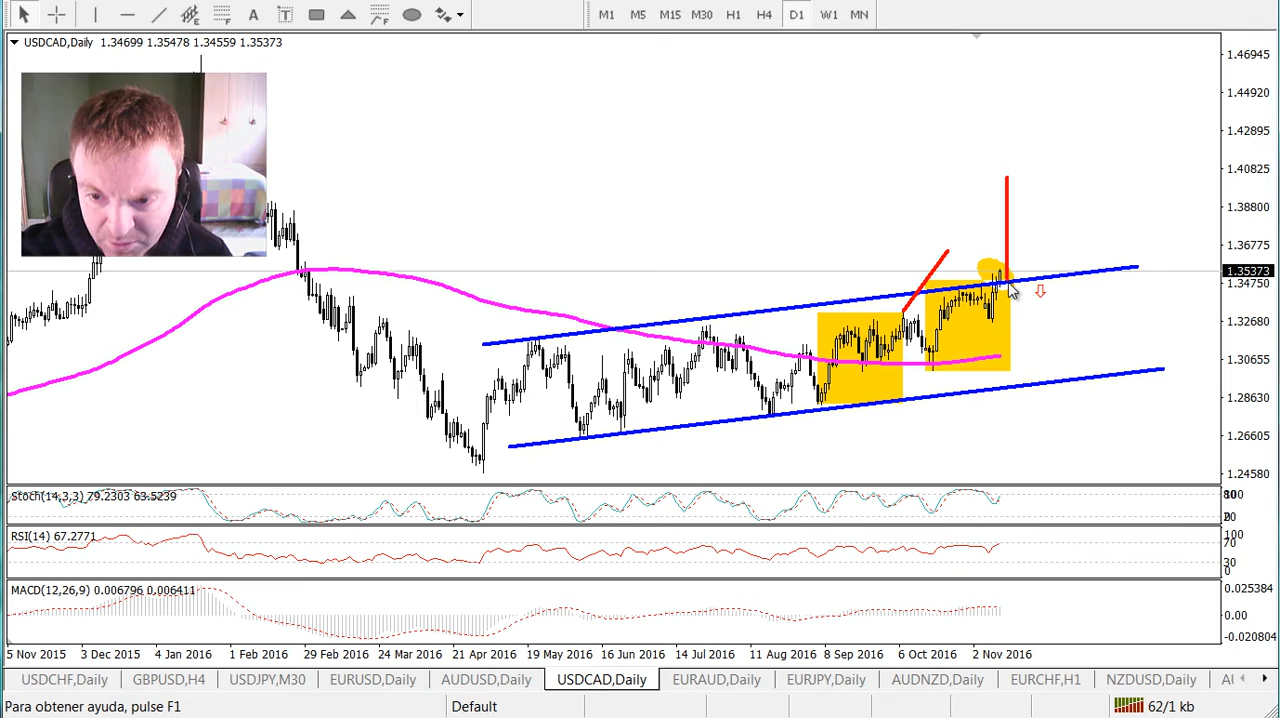 M1 M5 M15 M30 H1 H4 D1 W1 MN
A T
USDCAD,Daily 1.34699 1.35478 1.34559 1.35373
1.46945
1.44920
1.42895
1.40825
1.38800
1.36775
1.35373
1.34750
1.32680
1.30655
1.28630
1.26605
1.24580
Stoch(14,3,3) 79.2303 63.5239
RSI(14) 67.2771
100
70
30
0
MACD(12,26,9) 0.006796 0.006411
0.025384
0.00
-0.020804
5 Nov 2015 3 Dec 2015 4 Jan 2016 1 Feb 2016 29 Feb 2016 24 Mar 2016 21 Apr 2016 19 May 2016 16 Jun 2016 14 Jul 2016 11 Aug 2016 8 Sep 2016 6 Oct 2016 2 Nov 2016
USDCHF,Daily GBPUSD,H4 USDJPY,M30 EURUSD,Daily AUDUSD,Daily USDCAD,Daily EURAUD,Daily EURJPY,Daily AUDNZD,Daily EURCHF,H1 NZDUSD,Daily
Para obtener ayuda, pulse F1 Default 62/1 kb